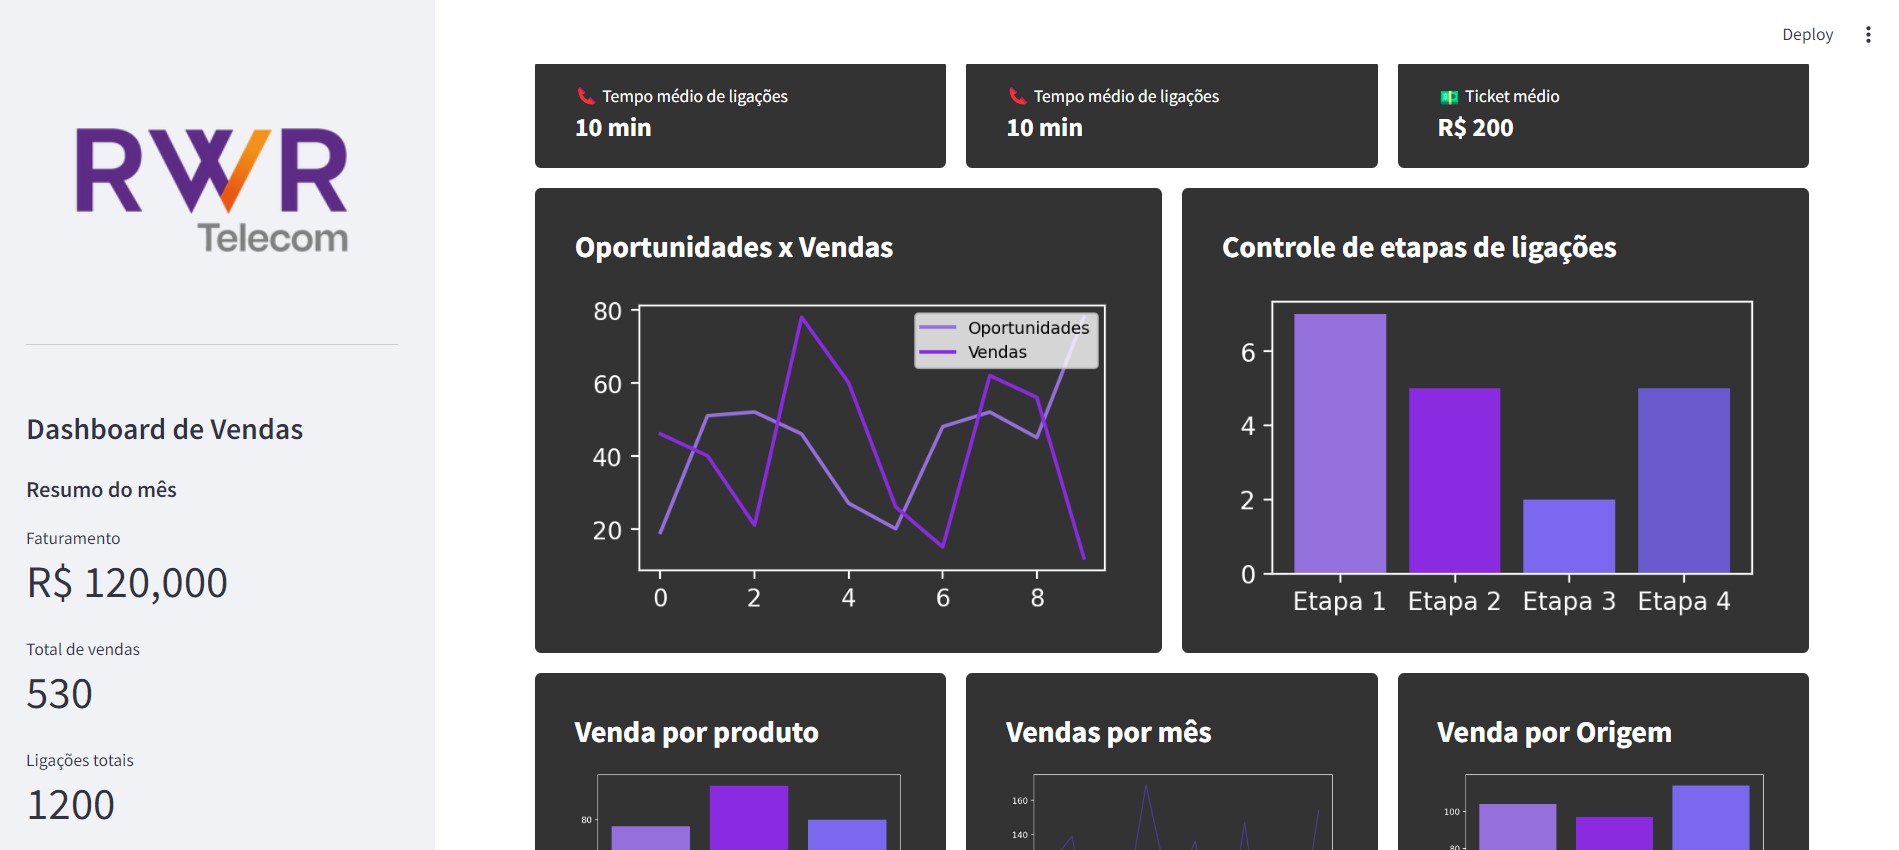 Deploy
RWR
Telecom
Dashboard de Vendas
Resumo do mês
Faturamento
R$ 120,000
Total de vendas
530
Ligações totais
1200
Tempo médio de ligações
10 min
Tempo médio de ligações
10 min
Ticket médio
R$ 200
Oportunidades x Vendas
80
60
40
20
0 2 4 6 8
Oportunidades
Vendas
Controle de etapas de ligações
6
4
2
0
Etapa 1 Etapa 2 Etapa 3 Etapa 4
Venda por produto
80
Vendas por mês
160
140
Venda por Origem
100
80